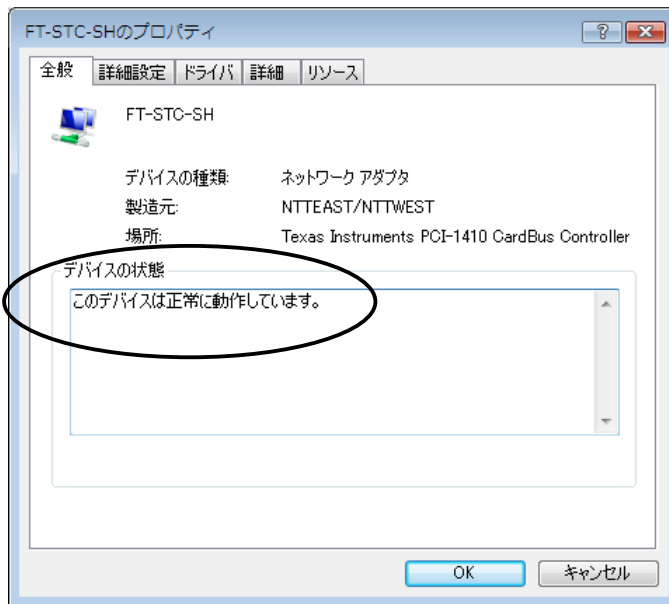 FT-STC-SHのプロパティ
全般 詳細設定 ドライバ 詳細 リソース
FT-STC-SH
デバイスの種類: ネットワーク アダプタ
製造元: NTTEAST/NTTWEST
場所: Texas Instruments PCI-1410 CardBus Controller
デバイスの状態
このデバイスは正常に動作しています。
OK キャンセル